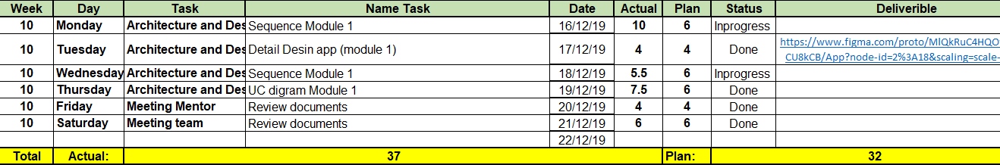 Week Day Task Name Task Date Actual Plan Status Deliverible
10 Monday Architecture and Des Sequence Module 1 16/12/19 10 6 Inprogress
10 Tuesday Architecture and Des Detail Desin app (module 1) 17/12/19 4 4 Done https://www.figma.com/proto/MlQkRuC4HQO
CU8kCB/App?node-id=2%3A18&scaling=scale-
10 Wednesday Architecture and Des Sequence Module 1 18/12/19 5.5 6 Inprogress
10 Thursday Architecture and Des UC digram Module 1 19/12/19 7.5 6 Done
10 Friday Meeting Mentor Review documents 20/12/19 4 4 Done
10 Saturday Meeting team Review documents 21/12/19 6 6 Done
22/12/19
Total Actual: 37 Plan: 32